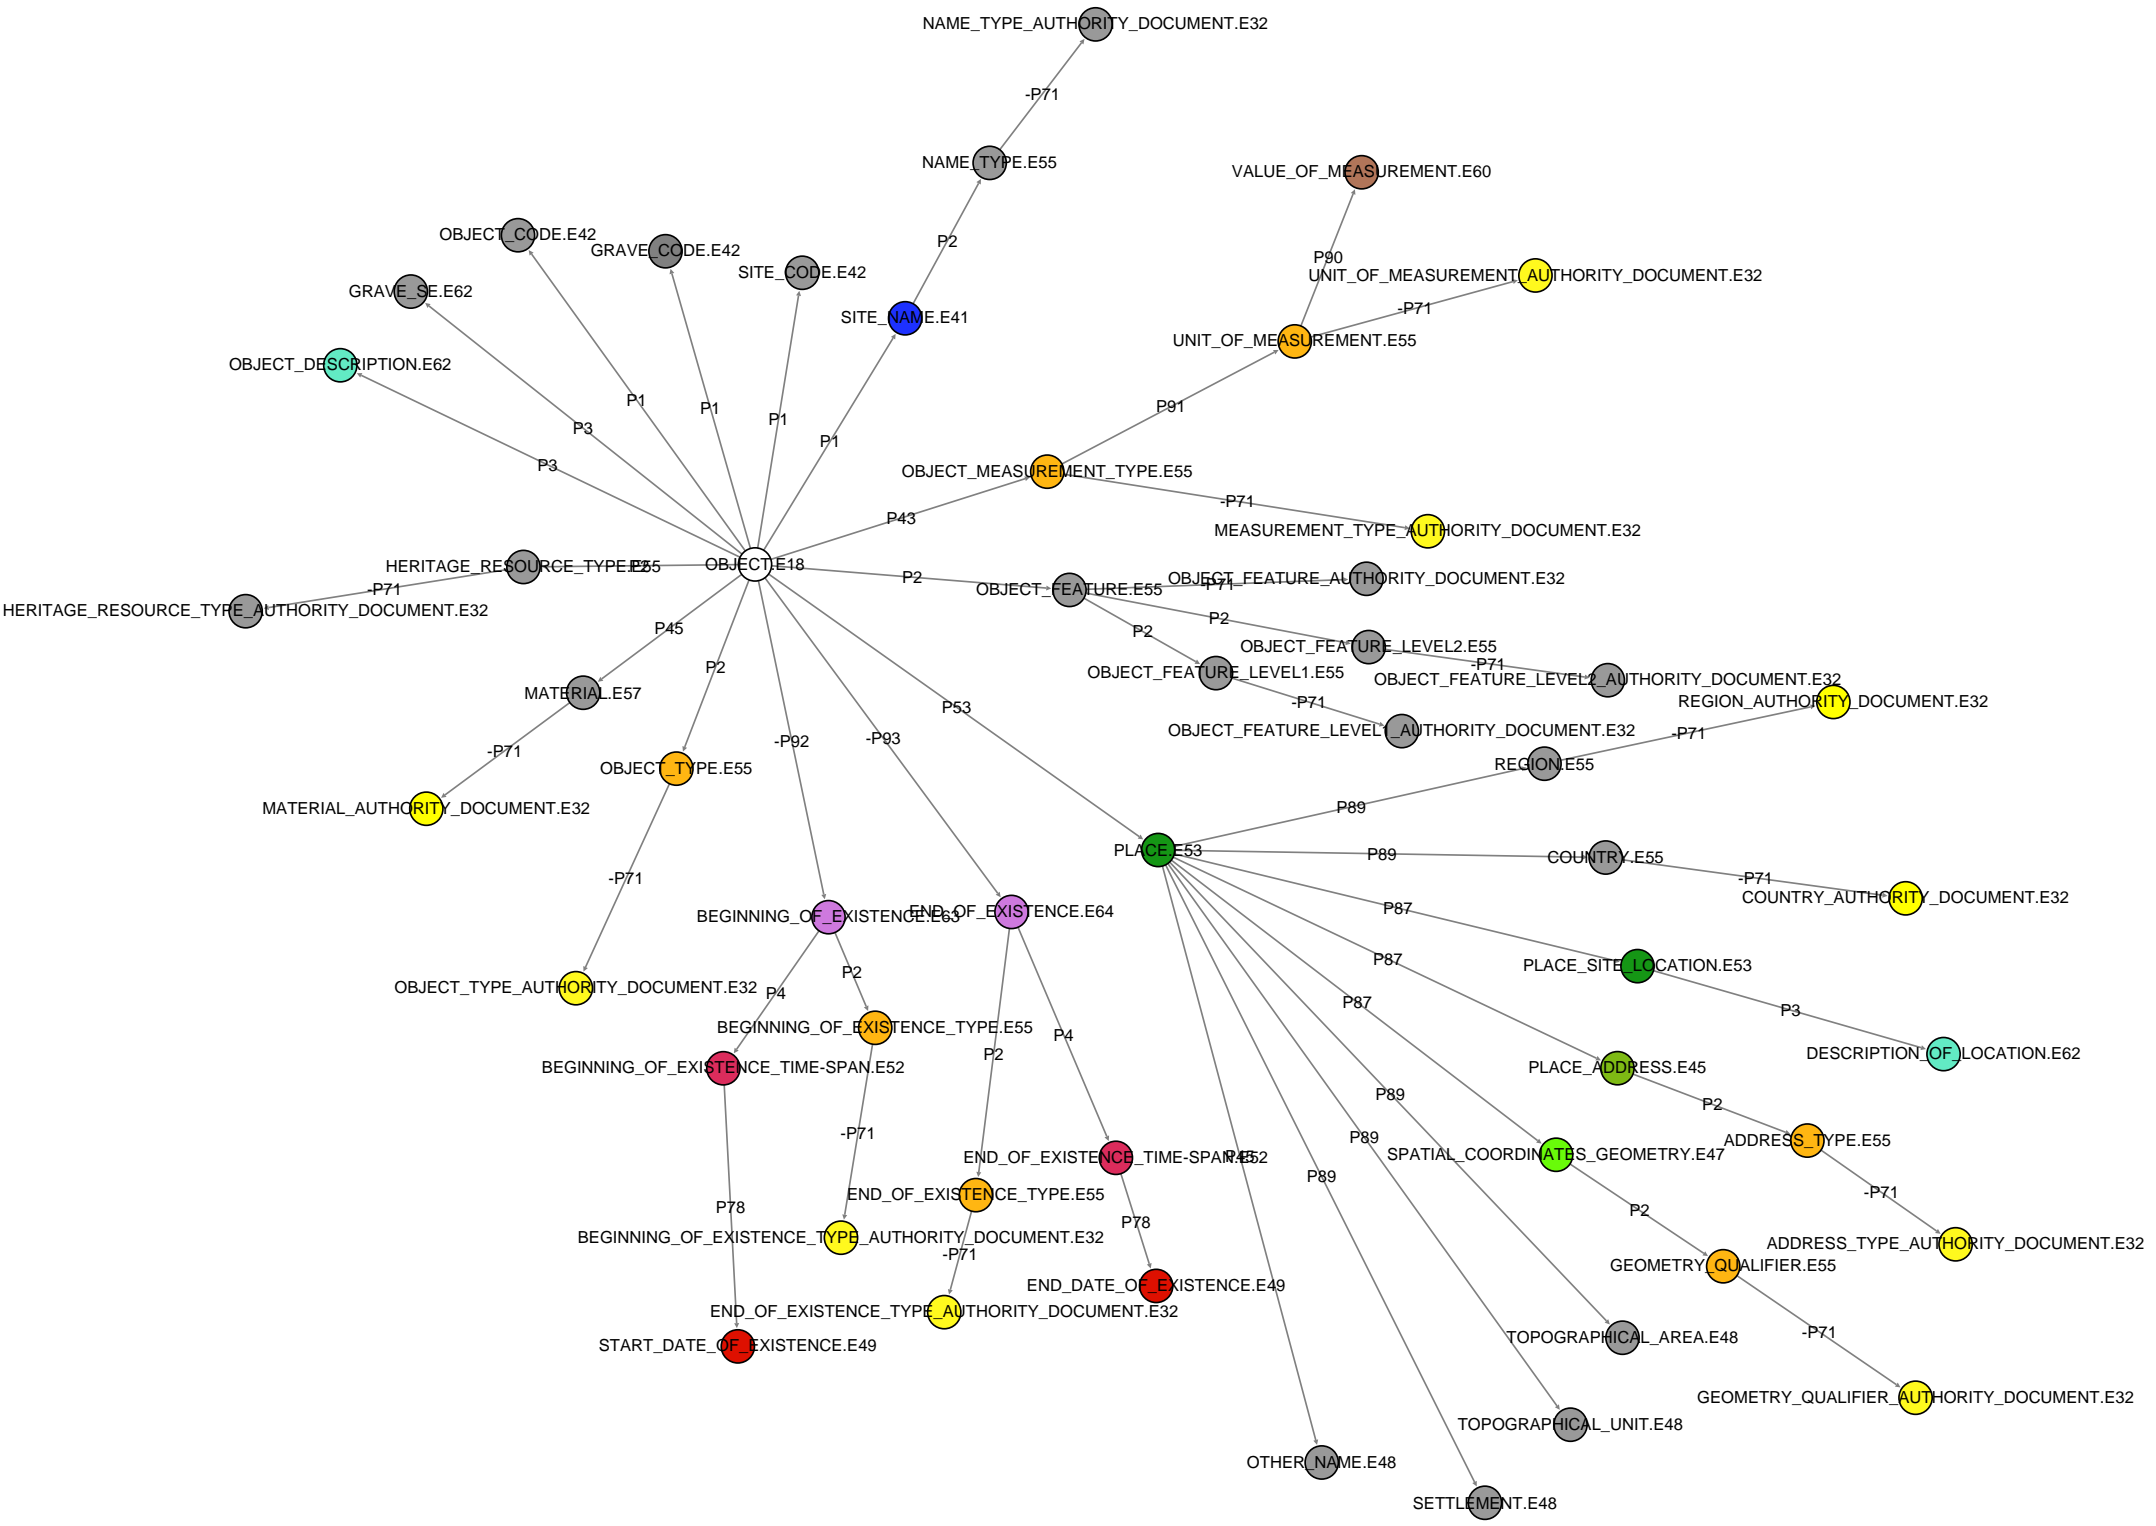 NAME_TYPE_AUTHORITY_DOCUMENT.E32
-P71
NAME_TYPE.E55
VALUE_OF_MEASUREMENT.E60
OBJECT_CODE.E42
GRAVE_CODE.E42
P2
SITE_CODE.E42
P90
UNIT_OF_MEASUREMENT_AUTHORITY_DOCUMENT.E32
GRAVE_SE.E62
-P71
SITE_NAME.E41
UNIT_OF_MEASUREMENT.E55
OBJECT_DESCRIPTION.E62
P1
P1
P1
P91
P3
P1
P3
OBJECT_MEASUREMENT_TYPE.E55
-P71
P43
MEASUREMENT_TYPE_AUTHORITY_DOCUMENT.E32
HERITAGE_RESOURCE_TYPE.E55
P2
OBJECT.E18
P2
OBJECT_FEATURE_AUTHORITY_DOCUMENT.E32
-P71
OBJECT_FEATURE.E55
-P71
HERITAGE_RESOURCE_TYPE_AUTHORITY_DOCUMENT.E32
P45
P2
P2
OBJECT_FEATURE_LEVEL2.E55
P2
-P71
OBJECT_FEATURE_LEVEL1.E55
OBJECT_FEATURE_LEVEL2_AUTHORITY_DOCUMENT.E32
MATERIAL.E57
REGION_AUTHORITY_DOCUMENT.E32
-P71
P53
OBJECT_FEATURE_LEVEL1_AUTHORITY_DOCUMENT.E32
-P71
-P92
-P93
-P71
REGION.E55
OBJECT_TYPE.E55
MATERIAL_AUTHORITY_DOCUMENT.E32
P89
PLACE.E53
P89
COUNTRY.E55
-P71
-P71
COUNTRY_AUTHORITY_DOCUMENT.E32
P87
BEGINNING_OF_EXISTENCE.E63
END_OF_EXISTENCE.E64
P87
PLACE_SITE_LOCATION.E53
P2
OBJECT_TYPE_AUTHORITY_DOCUMENT.E32
P4
P87
P3
BEGINNING_OF_EXISTENCE_TYPE.E55
P4
P2
DESCRIPTION_OF_LOCATION.E62
BEGINNING_OF_EXISTENCE_TIME-SPAN.E52
PLACE_ADDRESS.E45
P89
P2
-P71
P89
ADDRESS_TYPE.E55
SPATIAL_COORDINATES_GEOMETRY.E47
END_OF_EXISTENCE_TIME-SPAN.E52
P45
P89
END_OF_EXISTENCE_TYPE.E55
-P71
P78
P2
P78
BEGINNING_OF_EXISTENCE_TYPE_AUTHORITY_DOCUMENT.E32
ADDRESS_TYPE_AUTHORITY_DOCUMENT.E32
-P71
GEOMETRY_QUALIFIER.E55
END_DATE_OF_EXISTENCE.E49
END_OF_EXISTENCE_TYPE_AUTHORITY_DOCUMENT.E32
-P71
TOPOGRAPHICAL_AREA.E48
START_DATE_OF_EXISTENCE.E49
GEOMETRY_QUALIFIER_AUTHORITY_DOCUMENT.E32
TOPOGRAPHICAL_UNIT.E48
OTHER_NAME.E48
SETTLEMENT.E48